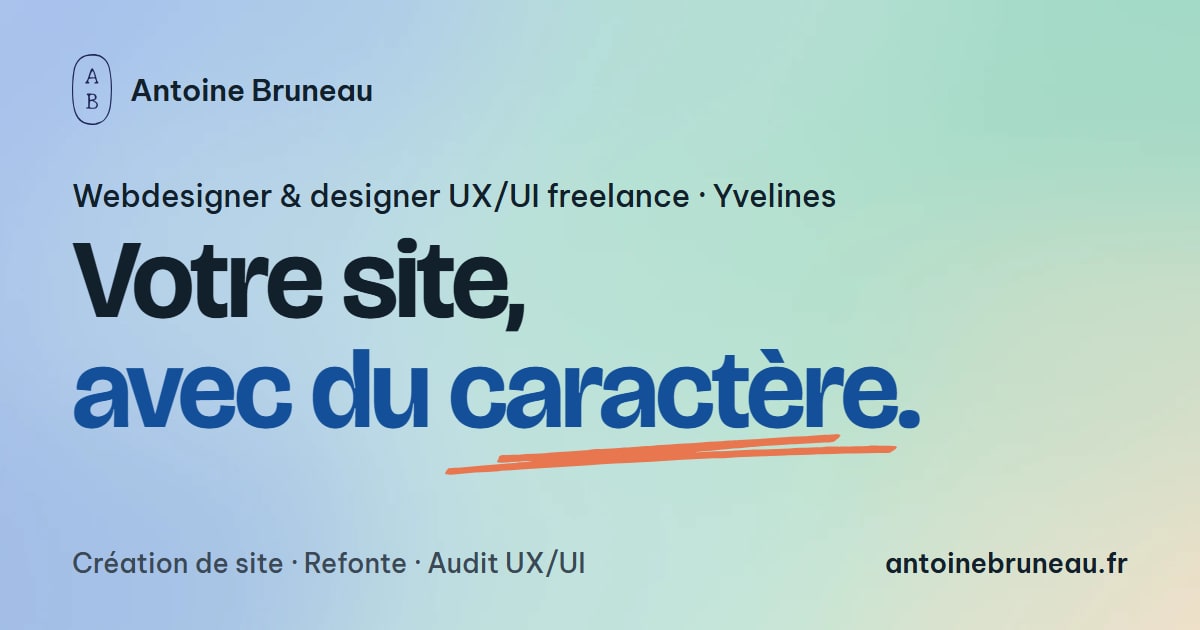 A
B
Antoine Bruneau
Webdesigner & designer UX/UI freelance · Yvelines
Votre site,
avec du caractère.
Création de site · Refonte · Audit UX/UI
antoinebruneau.fr